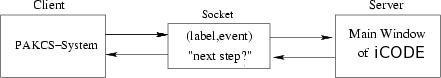 Client
Socket
Server
PAKCS-System
(label,event)
"next step?"
Main Window
of iCODE